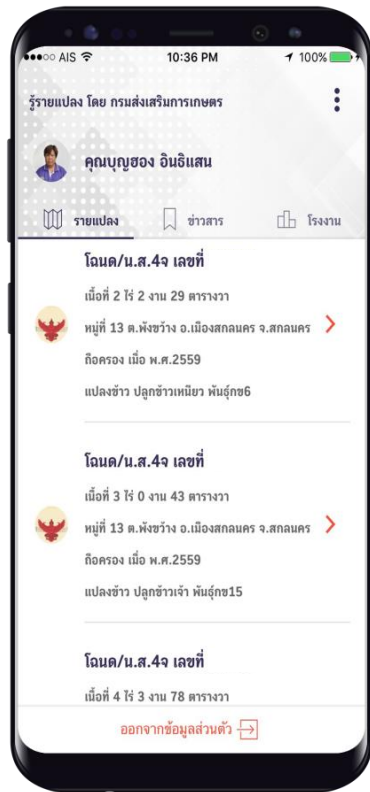 AIS 10:36 PM 100%
รู้รายแปลง โดย กรมส่งเสริมการเกษตร
คุณบุญฮอง อินธิแสน
รายแปลง ข่าวสาร โรงงาน
โฉนด/น.ส.4จ เลขที่
เนื้อที่ 2 ไร่ 2 งาน 29 ตารางวา
หมู่ที่ 13 ต.พังขว้าง อ.เมืองสกลนคร จ.สกลนคร
ถือครอง เมื่อ พ.ศ.2559
แปลงข้าว ปลูกข้าวเหนียว พันธุ์กข6
โฉนด/น.ส.4จ เลขที่
เนื้อที่ 3 ไร่ 0 งาน 43 ตารางวา
หมู่ที่ 13 ต.พังขว้าง อ.เมืองสกลนคร จ.สกลนคร
ถือครอง เมื่อ พ.ศ.2559
แปลงข้าว ปลูกข้าวเจ้า พันธุ์กข15
โฉนด/น.ส.4จ เลขที่
เนื้อที่ 4 ไร่ 3 งาน 78 ตารางวา
ออกจากข้อมูลส่วนตัว